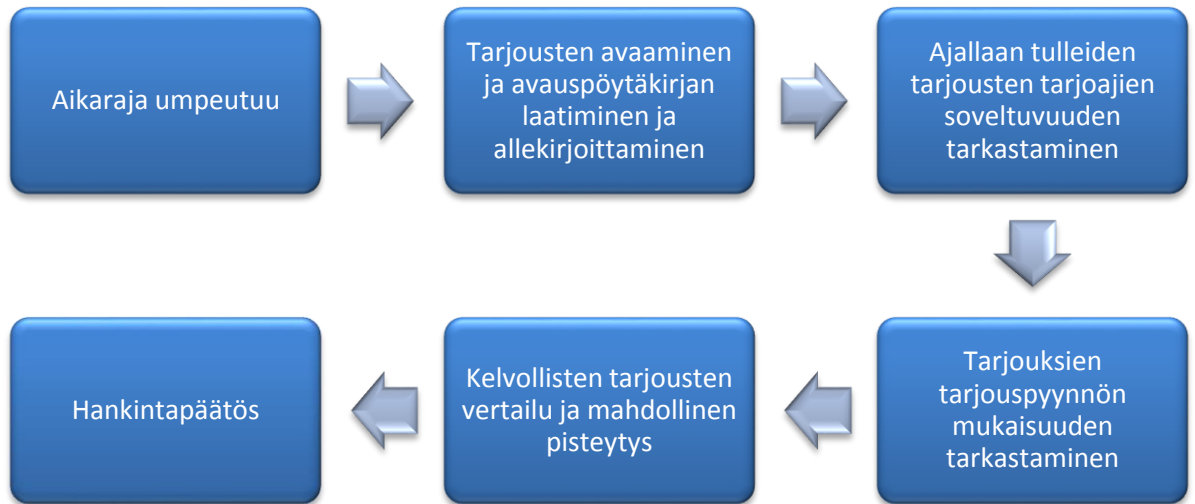 Aikaraja umpeutuu
Tarjousten avaaminen
ja avauspöytäkirjan
laatiminen ja
allekirjoittaminen
Ajallaan tulleiden
tarjousten tarjoajien
soveltuvuuden
tarkastaminen
Tarjouksien
tarjouspyynnön
mukaisuuden
tarkastaminen
Kelvollisten tarjousten
vertailu ja mahdollinen
pisteytys
Hankintapäätös